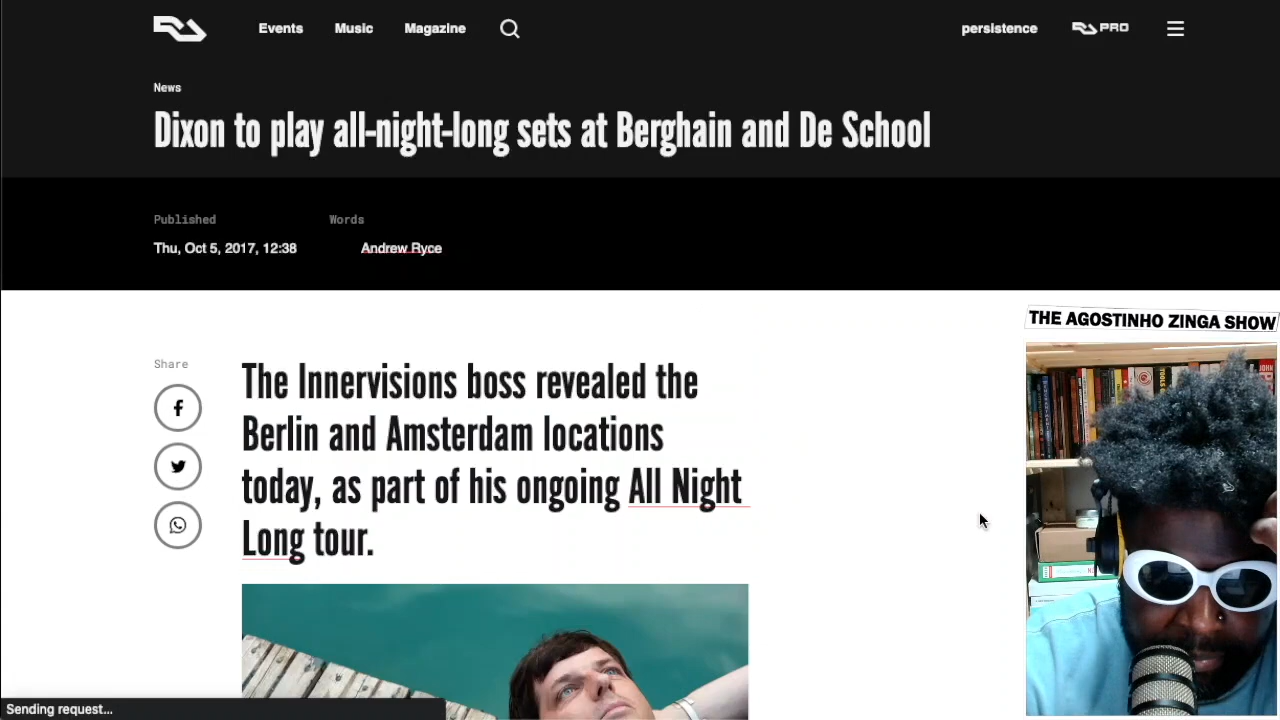 Events Music Magazine persistence PRO
News
Dixon to play all-night-long sets at Berghain and De School
Published Words
Thu, Oct 5, 2017, 12:38 Andrew Ryce
Share
The Innervisions boss revealed the
Berlin and Amsterdam locations
today, as part of his ongoing All Night
Long tour.
THE AGOSTINHO ZINGA SHOW
Sending request...